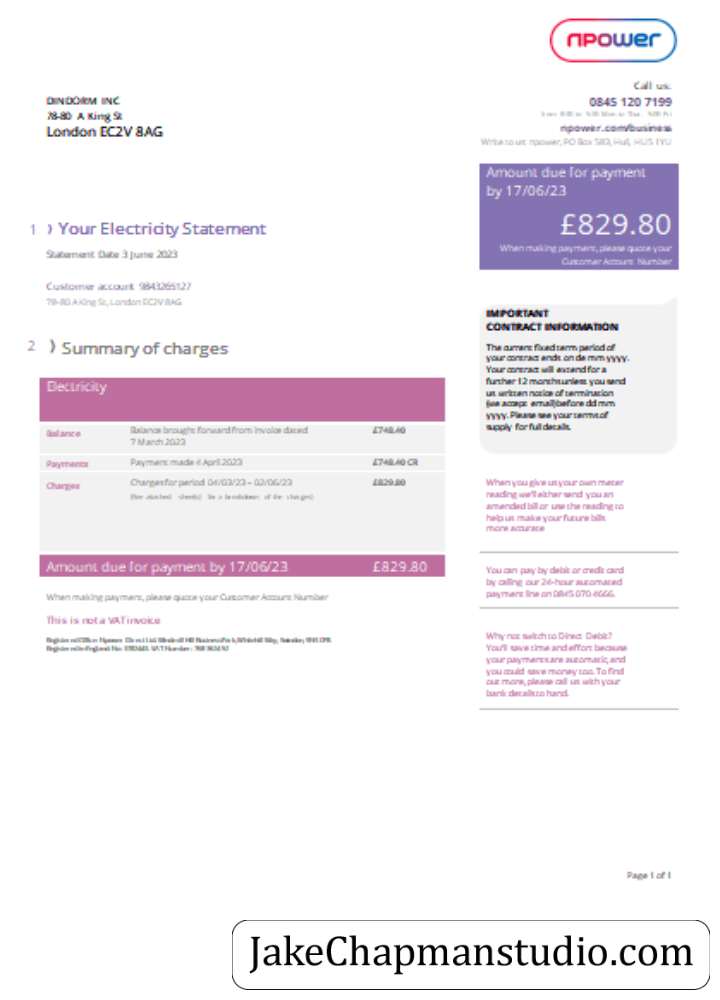 npower
Call us:
0845 120 7199
npower.com/business
Write to us: npower, PO Box 583, Hull, HU5 1YU
DINDORM INC
78-80 A King St
London EC2V 8AG
Amount due for payment
by 17/06/23
£829.80
When making payment, please quote your
Customer Account Number
1 ) Your Electricity Statement
Statement Date 3 June 2023
Customer account 9843265127
78-80 A King St, London EC2V 8AG
IMPORTANT
CONTRACT INFORMATION
The current fixed term period of
your contract ends on de mm yyyy.
Your contract will extend for a
further 12 months unless you send
us written notice of termination
(we accept email) before dd mm
yyyy. Please see your terms of
supply for full details.
2 ) Summary of charges
Electricity
Balance Balance brought forward from invoice dated £748.40
7 March 2023
Payments Payment made 4 April 2023 £748.40 CR
Charges Charges for period 04/03/23 – 02/06/23 £829.80
(See attached sheet(s) for a breakdown of the charges)
Amount due for payment by 17/06/23 £829.80
When making payment, please quote your Customer Account Number
This is not a VAT invoice
When you give us your own meter
reading we'll either send you an
amended bill or use the reading to
help us make your future bills
more accurate
You can pay by debit or credit card
by calling our 24-hour automated
payment line on 0845 070 4666.
Why not switch to Direct Debit?
You'll save time and effort because
your payments are automatic, and
you could save money too. To find
out more, please call us with your
bank details to hand.
Page 1 of 1
JakeChapmanstudio.com